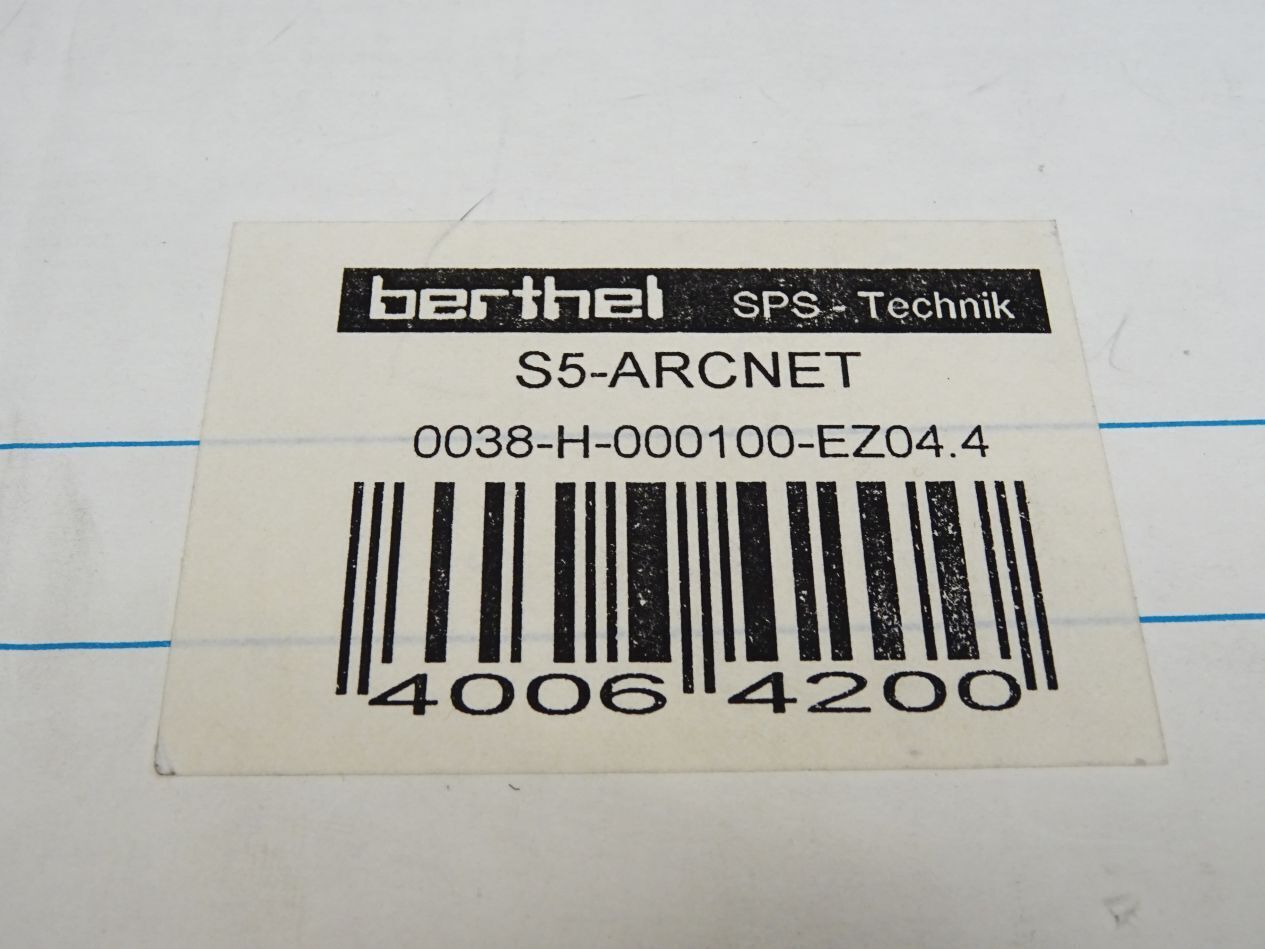 berthel SPS - Technik
S5-ARCNET
0038-H-000100-EZ04.4
4006 4200